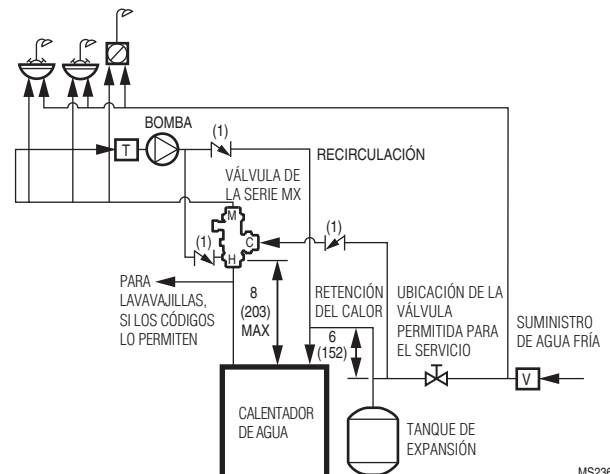 BOMBA
(1)
T
RECIRCULACIÓN
VÁLVULA DE
LA SERIE MX
M
(1)
C
(1)
H
PARA
LAVAVAJILLAS,
SI LOS CÓDIGOS
LO PERMITEN
8
(203)
MAX
RETENCIÓN
DEL CALOR
6
(152)
UBICACIÓN DE LA
VÁLVULA
PERMITIDA PARA
EL SERVICIO
SUMINISTRO
DE AGUA FRÍA
V
CALENTADOR
DE AGUA
TANQUE DE
EXPANSIÓN
MS236